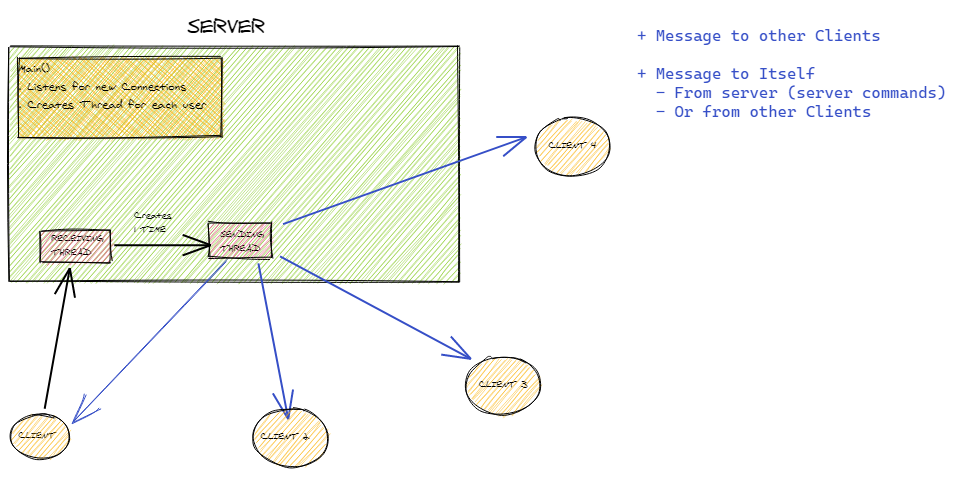 SERVER
Main()
. Listens for new Connections
. Creates Thread for each user
+ Message to other Clients
+ Message to Itself
- From server (server commands)
- Or from other Clients
CLIENT 4
Creates
1 TIME
RECEIVING
THREAD
SENDING
THREAD
CLIENT 3
CLIENT
CLIENT 2